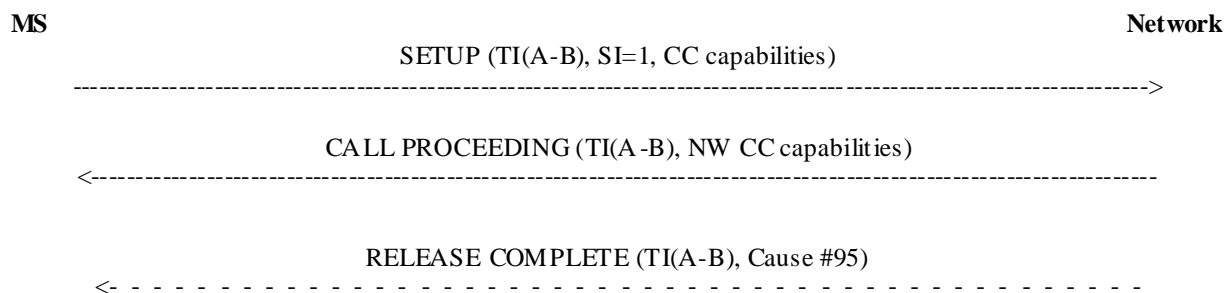 MS Network
SETUP (TI(A-B), SI=1, CC capabilities)
------------------------------------------------------------------------------------------------------------------------>
CALL PROCEEDING (TI(A-B), NW CC capabilities)
<-----------------------------------------------------------------------------------------------------------------------
RELEASE COMPLETE (TI(A-B), Cause #95)
<- - - - - - - - - - - - - - - - - - - - - - - - - - - - - - - - - - - - - - - - - - - - - - - - - - - - - -